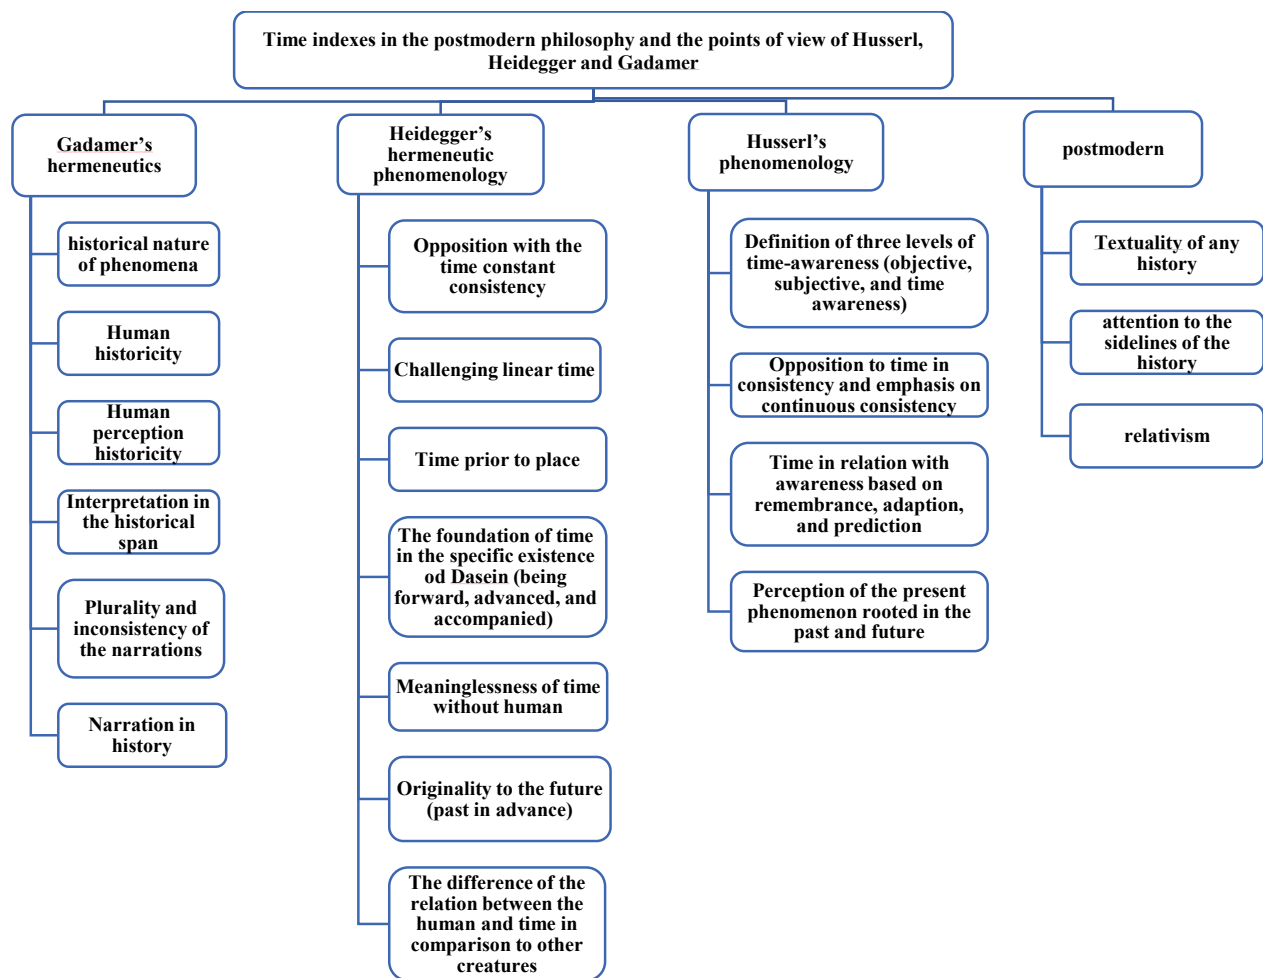 Time indexes in the postmodern philosophy and the points of view of Husserl,
Heidegger and Gadamer
Gadamer's
hermeneutics
historical nature
of phenomena
Human
historicity
Human
perception
historicity
Interpretation in
the historical
span
Plurality and
inconsistency of
the narrations
Narration in
history
Heidegger's
hermeneutic
phenomenology
Opposition with the
time constant
consistency
Challenging linear time
Time prior to place
The foundation of time
in the specific existence
od Dasein (being
forward, advanced, and
accompanied)
Meaninglessness of time
without human
Originality to the future
(past in advance)
The difference of the
relation between the
human and time in
comparison to other
creatures
Husserl's
phenomenology
Definition of three levels of
time-awareness (objective,
subjective, and time
awareness)
Opposition to time in
consistency and emphasis on
continuous consistency
Time in relation with
awareness based on
remembrance, adaption,
and prediction
Perception of the present
phenomenon rooted in the
past and future
postmodern
Textuality of any
history
attention to the
sidelines of the
history
relativism